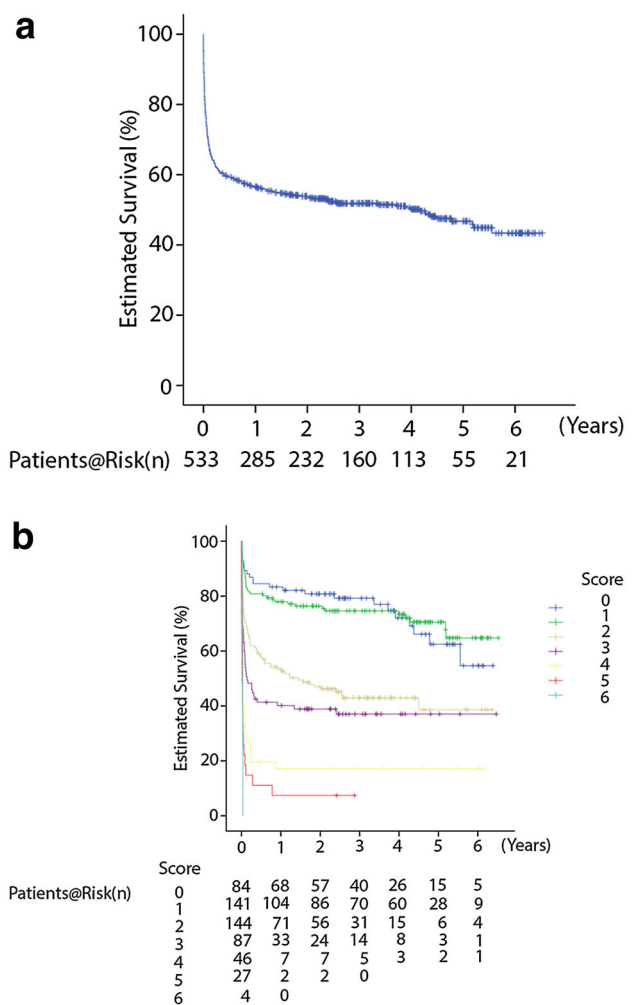 a
Estimated Survival (%)
100
80
60
40
20
0
0 1 2 3 4 5 6 (Years)
Patients@Risk(n) 533 285 232 160 113 55 21
b
Estimated Survival (%)
100
80
60
40
20
0
0 1 2 3 4 5 6 (Years)
Score
0
1
2
3
4
5
6
Score
Patients@Risk(n)
0 84 68 57 40 26 15 5
1 141 104 86 70 60 28 9
2 144 71 56 31 15 6 4
3 87 33 24 14 8 3 1
4 46 7 7 5 3 2 1
5 27 2 2 0
6 4 0